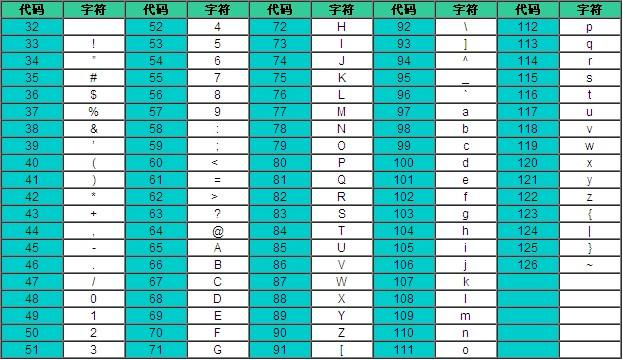 代码 字符 代码 字符 代码 字符 代码 字符 代码 字符
32 52 4 72 H 92 \ 112 p
33 ! 53 5 73 I 93 ] 113 q
34 " 54 6 74 J 94 ^ 114 r
35 # 55 7 75 K 95 _ 115 s
36 $ 56 8 76 L 96 ` 116 t
37 % 57 9 77 M 97 a 117 u
38 & 58 : 78 N 98 b 118 v
39 ' 59 ; 79 O 99 c 119 w
40 ( 60 < 80 P 100 d 120 x
41 ) 61 = 81 Q 101 e 121 y
42 * 62 > 82 R 102 f 122 z
43 + 63 ? 83 S 103 g 123 {
44 , 64 @ 84 T 104 h 124 |
45 - 65 A 85 U 105 i 125 }
46 . 66 B 86 V 106 j 126 ~
47 / 67 C 87 W 107 k
48 0 68 D 88 X 108 l
49 1 69 E 89 Y 109 m
50 2 70 F 90 Z 110 n
51 3 71 G 91 [ 111 o